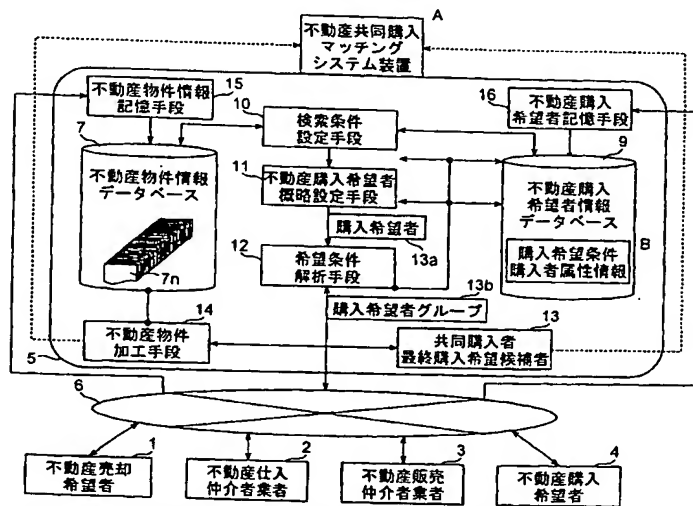 A
不動産共同購入
マッチング
システム装置
不動産物件情報
記憶手段
15
10
検索条件
設定手段
16
不動産購入
希望者記憶手段
7
9
不動産物件情報
データベース
7n
11
不動産購入希望者
概略設定手段
購入希望者
13a
12
希望条件
解析手段
不動産購入
希望者情報
データベース
B
購入希望条件
購入者属性情報
13b
購入希望者グループ
14
不動産物件
加工手段
13
共同購入者
最終購入希望候補者
5
6
1
不動産売却
希望者
2
不動産仕入
仲介者業者
3
不動産販売
仲介者業者
4
不動産購入
希望者